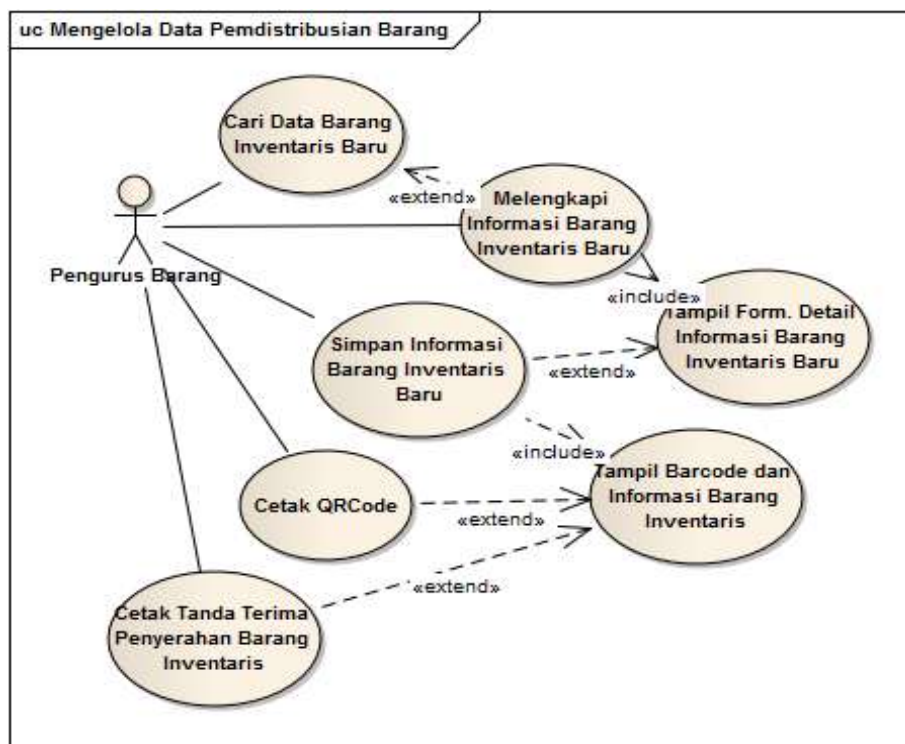 uc Mengelola Data Pemdistribusian Barang
Cari Data Barang
Inventaris Baru
«extend»
Melengkapi
Informasi Barang
Inventaris Baru
Pengurus Barang
«include»
Tampil Form. Detail
Informasi Barang
Inventaris Baru
Simpan Informasi
Barang Inventaris
Baru
«extend»
«include»
Tampil Barcode dan
Informasi Barang
Inventaris
Cetak QRCode
«extend»
«extend»
Cetak Tanda Terima
Penyerahan Barang
Inventaris